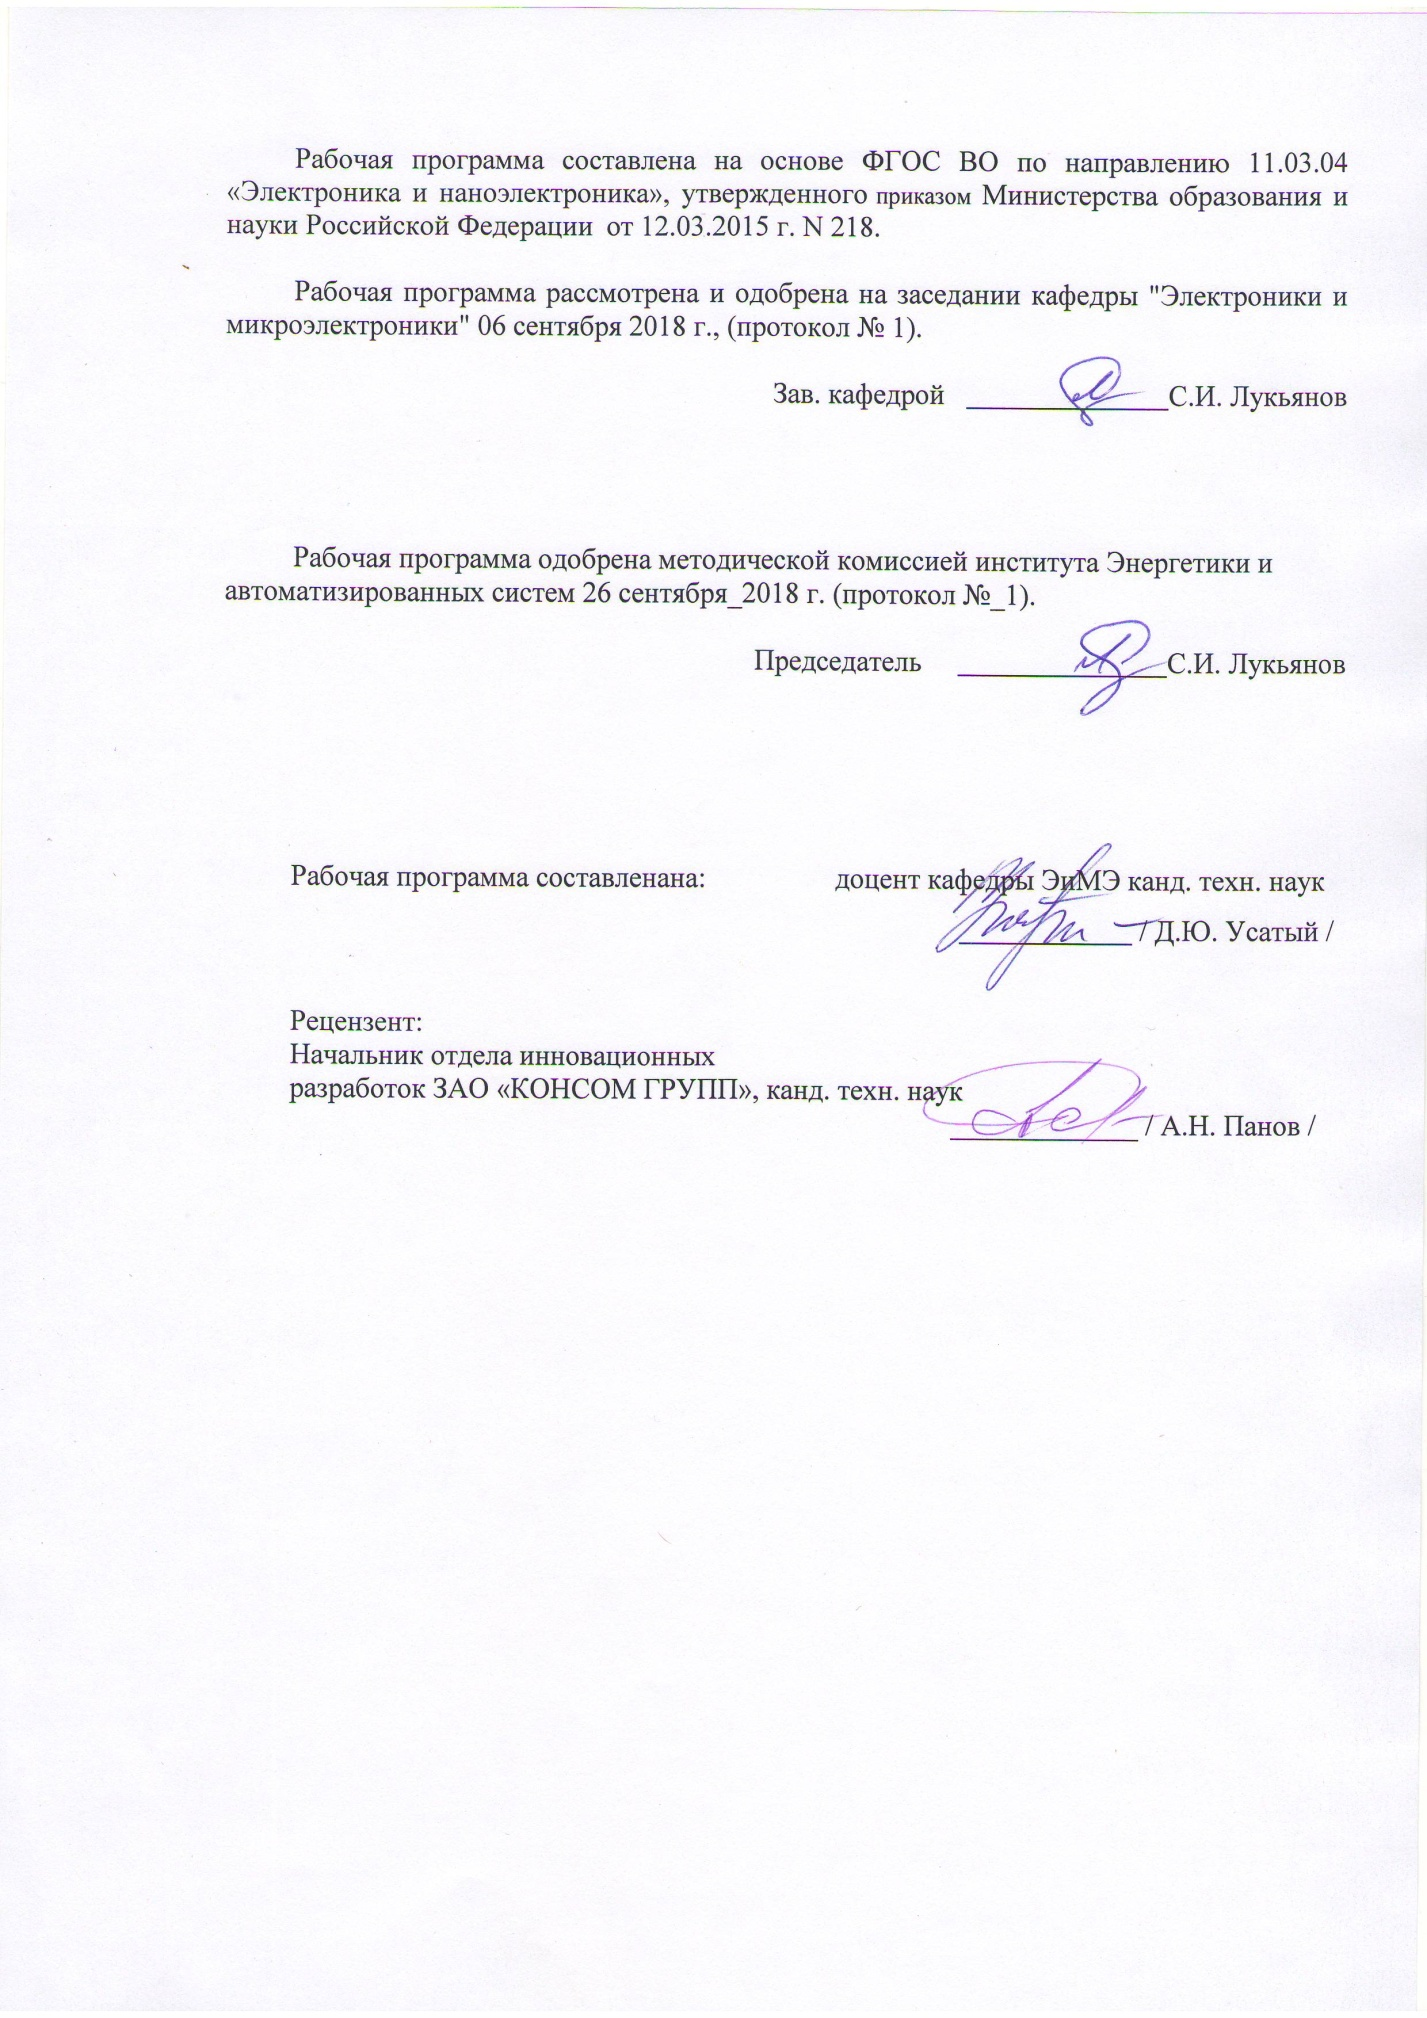 Рабочая программа составлена на основе ФГОС ВО по направлению 11.03.04
«Электроника и наноэлектроника», утвержденного приказом Министерства образования и
науки Российской Федерации от 12.03.2015 г. N 218.
Рабочая программа рассмотрена и одобрена на заседании кафедры "Электроники и
микроэлектроники" 06 сентября 2018 г., (протокол № 1).
Зав. кафедрой ______________С.И. Лукьянов
Рабочая программа одобрена методической комиссией института Энергетики и
автоматизированных систем 26 сентября_2018 г. (протокол №_1).
Председатель ______________С.И. Лукьянов
Рабочая программа составленана: доцент кафедры ЭиМЭ канд. техн. наук
____________ / Д.Ю. Усатый /
Рецензент:
Начальник отдела инновационных
разработок ЗАО «КОНСОМ ГРУПП», канд. техн. наук
_____________ / А.Н. Панов /